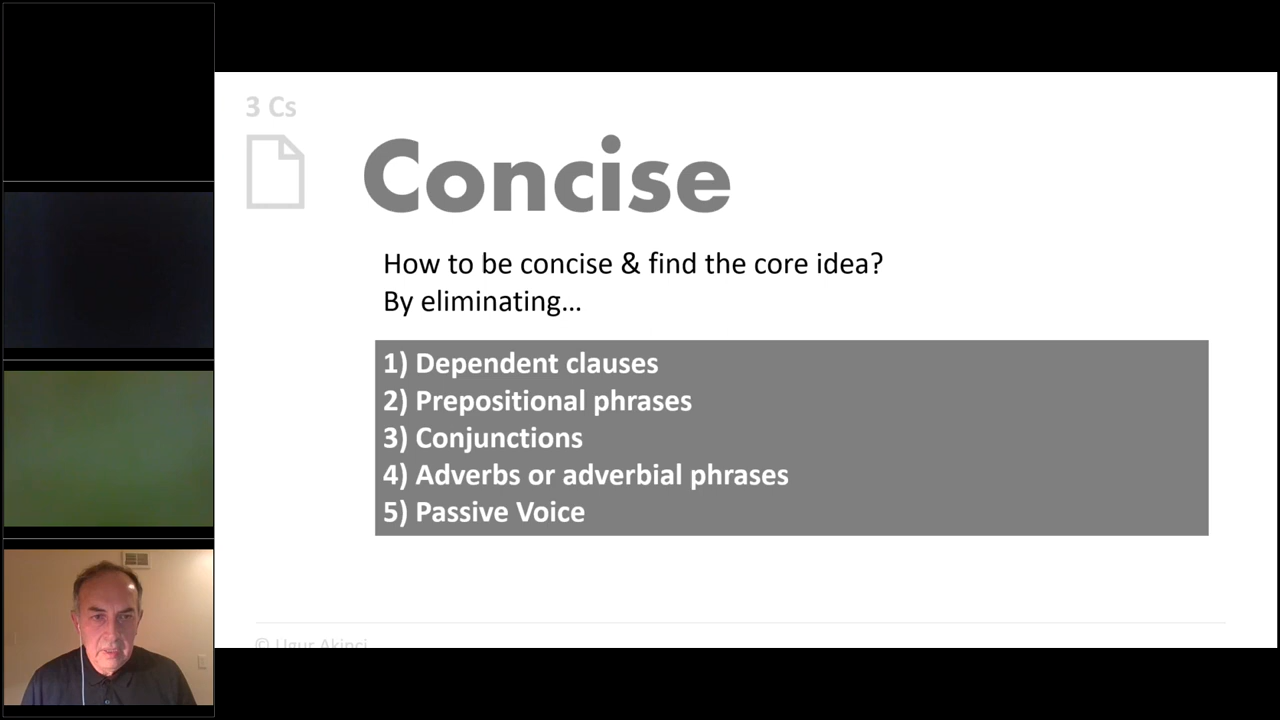 3 Cs
Concise
How to be concise & find the core idea?
By eliminating...
1) Dependent clauses
2) Prepositional phrases
3) Conjunctions
4) Adverbs or adverbial phrases
5) Passive Voice
© Ugur Akinci